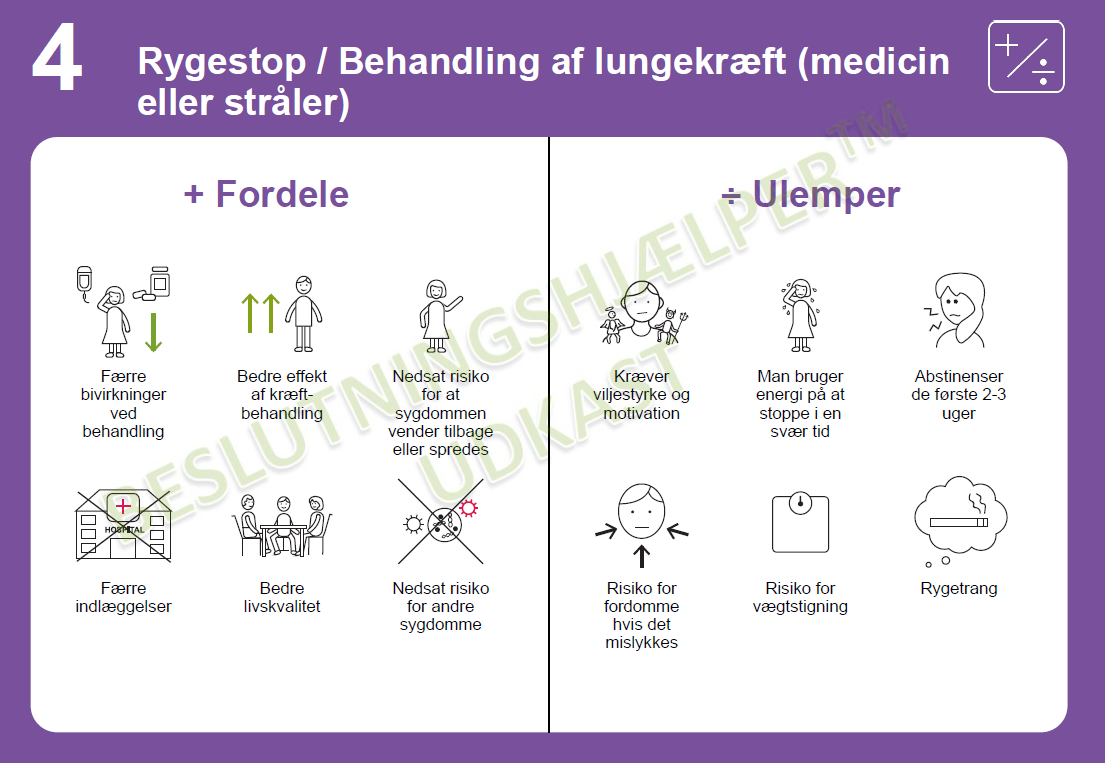 4
Rygestop / Behandling af lungekræft (medicin
eller stråler)
+ Fordele
Færre
bivirkninger
ved
behandling
Bedre effekt
af kræft-
behandling
Nedsat risiko
for at
sygdommen
vender tilbage
eller spredes
HOSPITAL
Færre
indlæggelser
Bedre
livskvalitet
Nedsat risiko
for andre
sygdomme
÷ Ulemper
Kræver
viljestyrke og
motivation
Man bruger
energi på at
stoppe i en
svær tid
Abstinenser
de første 2-3
uger
Risiko for
fordomme
hvis det
mislykkes
Risiko for
vægtstigning
Rygetrang
BESLUTNINGSHJÆLPER™
UDKAST